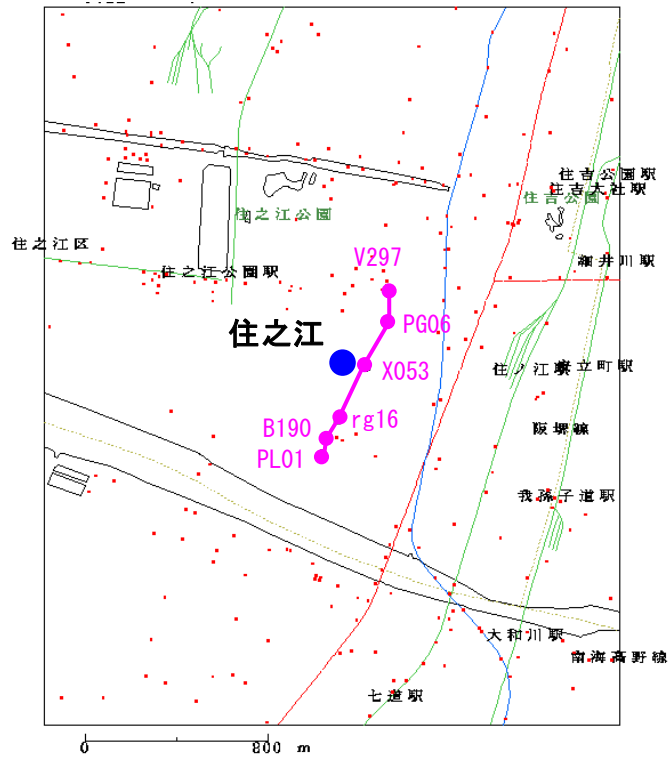 住吉公園駅
住吉大社駅
住吉公園
住之江公園
住之江区
細井川駅
住之江公園駅
V297
PG06
住之江
XO53
住ノ江駅
安立町駅
rg16
B190
阪堺線
PL01
我孫子道駅
大和川駅
南海高野線
七道駅
0 800 m